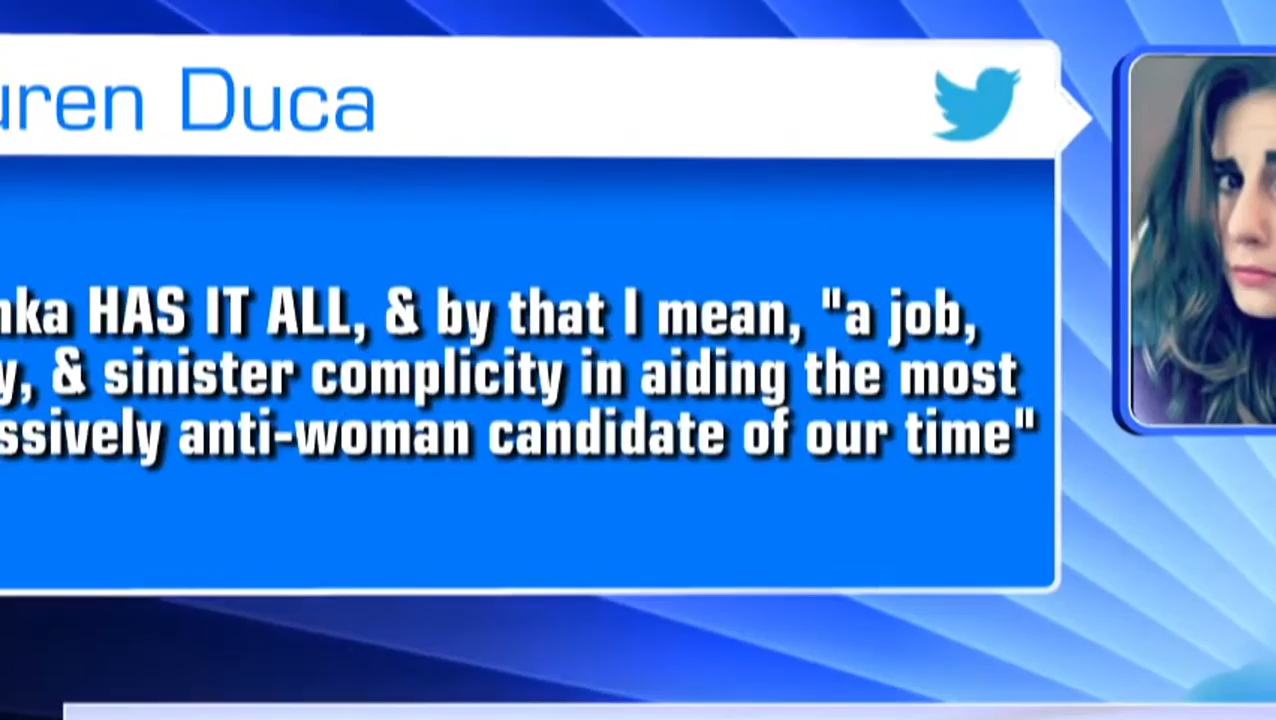 uren Duca
nka HAS IT ALL, & by that I mean, "a job,
y, & sinister complicity in aiding the most
ssively anti-woman candidate of our time"